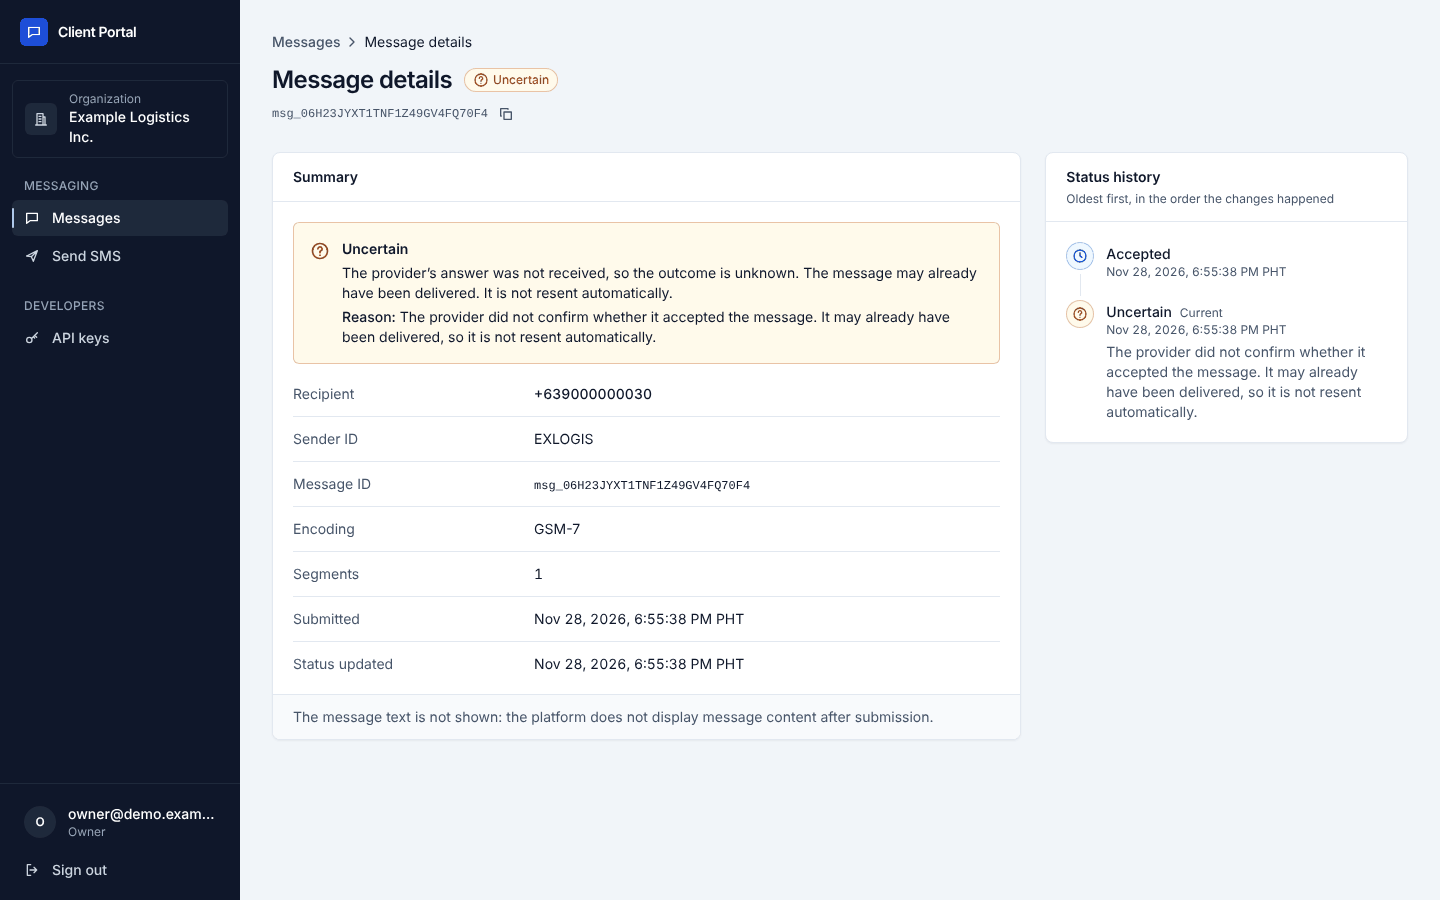 Client Portal
Organization
Example Logistics
Inc.
MESSAGING
Messages
Send SMS
DEVELOPERS
API keys
O
owner@demo.exam...
Owner
Sign out
Messages > Message details
Message details
Uncertain
msg_06H23JYXT1TNF1Z49GV4FQ70F4
Summary
Uncertain
The provider’s answer was not received, so the outcome is unknown. The message may already
have been delivered. It is not resent automatically.
Reason: The provider did not confirm whether it accepted the message. It may already have
been delivered, so it is not resent automatically.
Recipient +639000000030
Sender ID EXLOGIS
Message ID msg_06H23JYXT1TNF1Z49GV4FQ70F4
Encoding GSM-7
Segments 1
Submitted Nov 28, 2026, 6:55:38 PM PHT
Status updated Nov 28, 2026, 6:55:38 PM PHT
The message text is not shown: the platform does not display message content after submission.
Status history
Oldest first, in the order the changes happened
Accepted
Nov 28, 2026, 6:55:38 PM PHT
Uncertain Current
Nov 28, 2026, 6:55:38 PM PHT
The provider did not confirm whether it
accepted the message. It may already
have been delivered, so it is not resent
automatically.